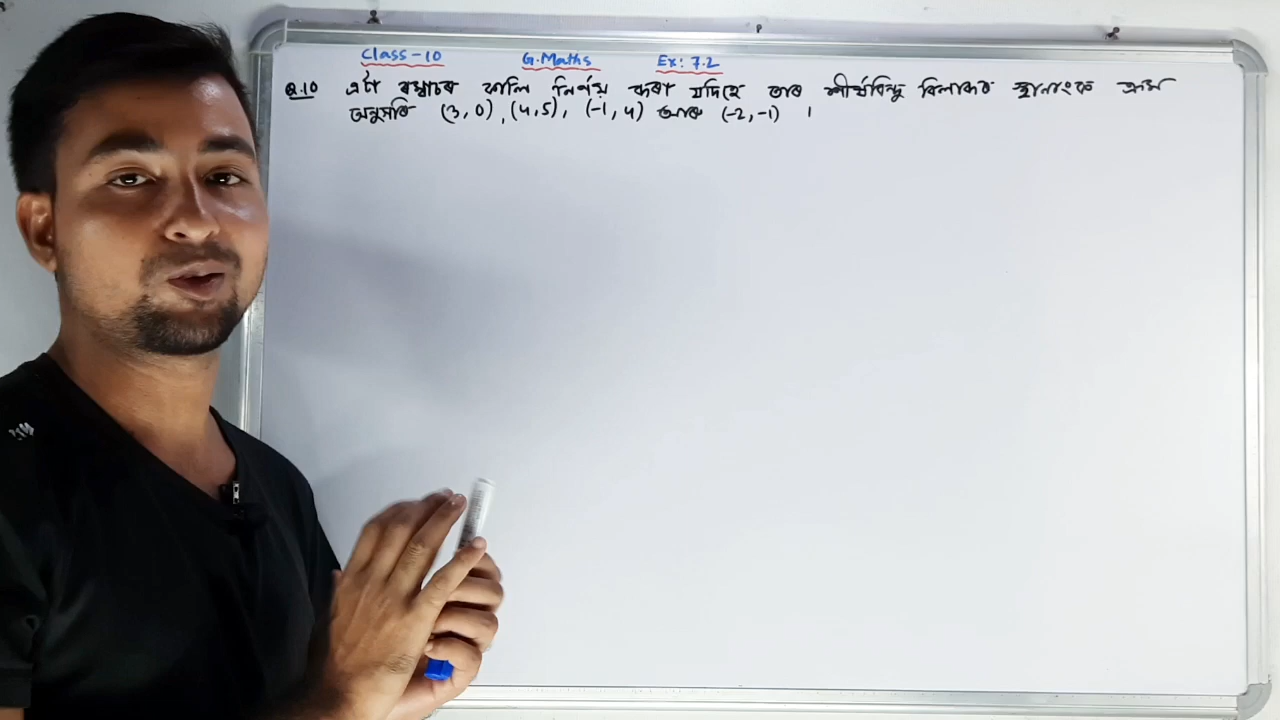 Class-10 G.Maths Ex: 7.2
Q.10 এটা ৰম্বাচৰ কালি নিৰ্ণয় কৰা যদিহে তাৰ শীৰ্ষবিন্দু বিলাকৰ স্থানাংক ক্ৰম
অনুসৰি (3, 0), (4,5), (-1, 4) আৰু (-2, -1) ।